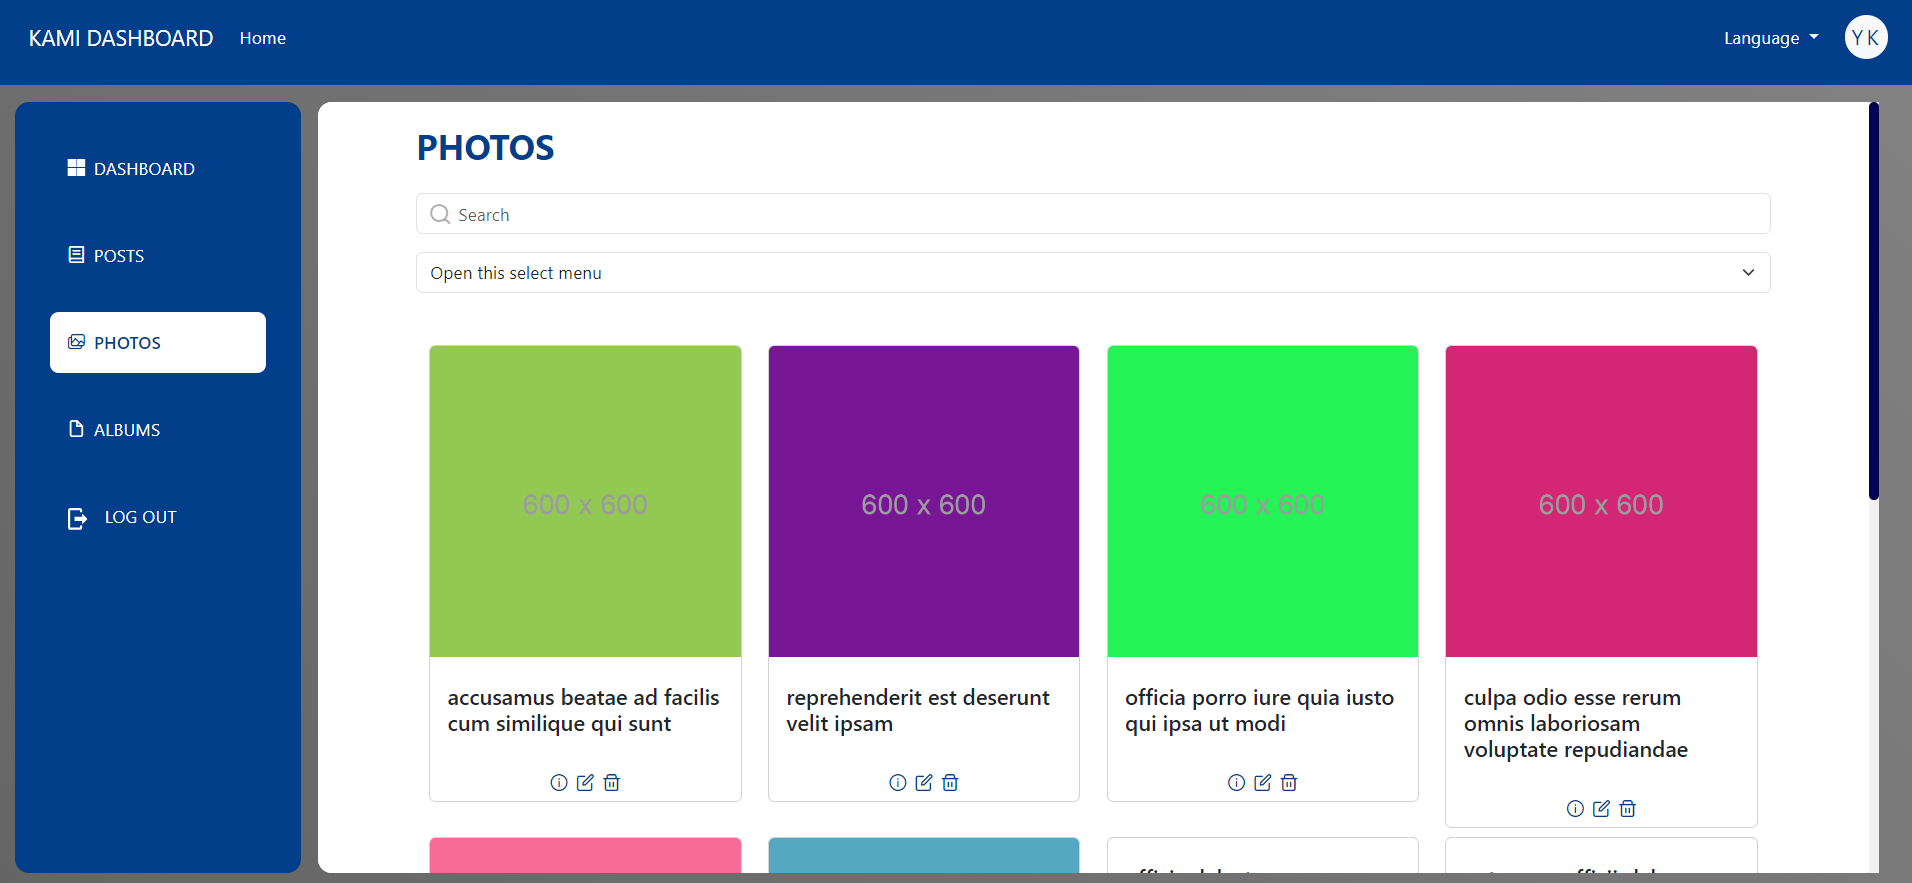 KAMI DASHBOARD
Home
Language
YK
DASHBOARD
POSTS
PHOTOS
ALBUMS
LOG OUT
PHOTOS
Search
Open this select menu
600 x 600
600 x 600
600 x 600
600 x 600
accusamus beatae ad facilis
cum similique qui sunt
reprehenderit est deserunt
velit ipsam
officia porro iure quia iusto
qui ipsa ut modi
culpa odio esse rerum
omnis laboriosam
voluptate repudiandae